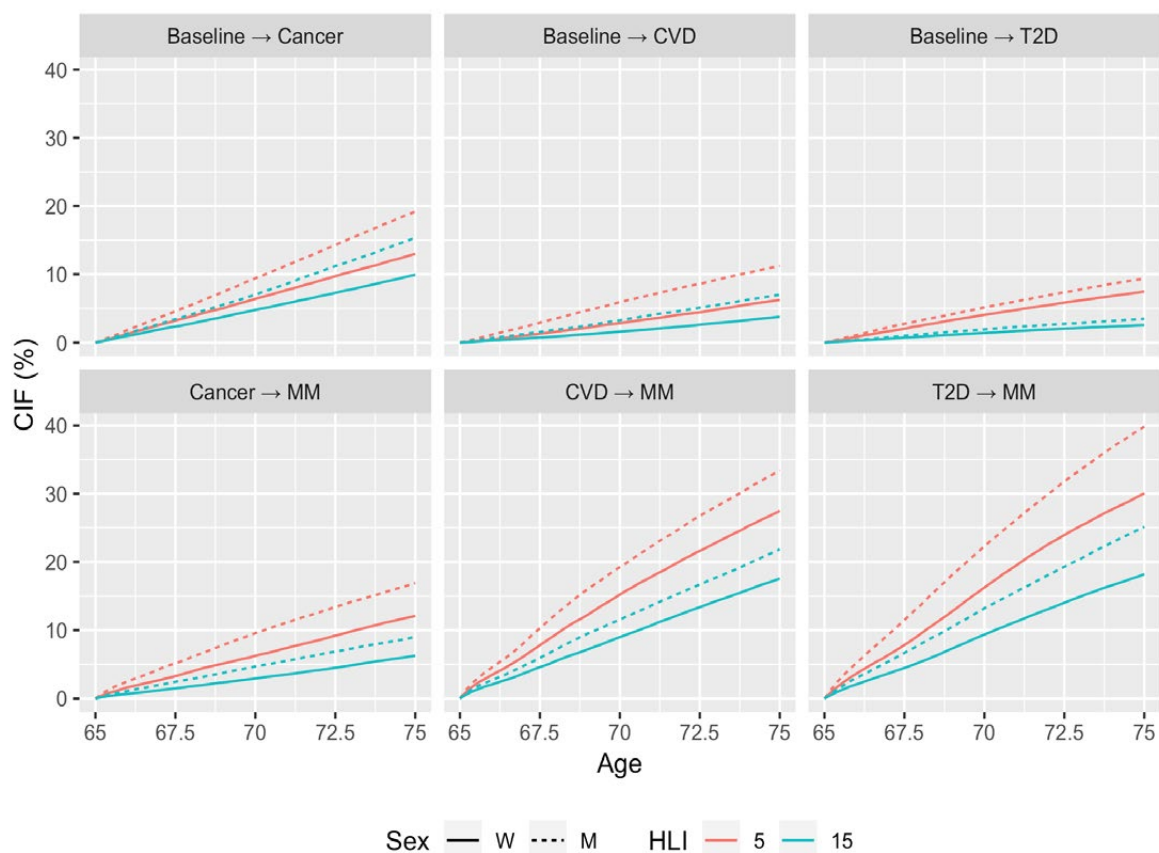 Baseline → Cancer
Baseline → CVD
Baseline → T2D
40
30
20
10
0
Cancer → MM
CVD → MM
T2D → MM
40
30
20
10
0
CIF (%)
65 67.5 70 72.5 75
65 67.5 70 72.5 75
65 67.5 70 72.5 75
Age
Sex W M HLI 5 15